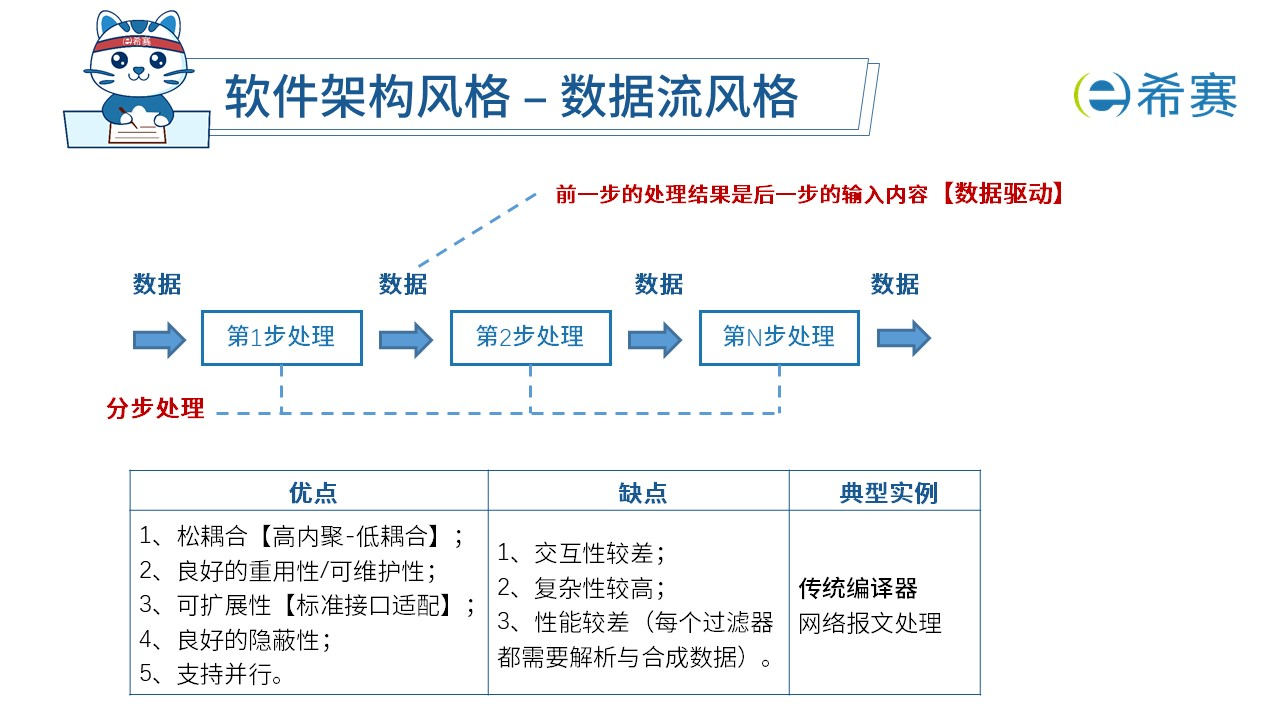 希赛
软件架构风格 – 数据流风格
希赛
前一步的处理结果是后一步的输入内容【数据驱动】
数据 数据 数据 数据
第1步处理 第2步处理 第N步处理
分步处理
优点 缺点 典型实例
1、松耦合【高内聚-低耦合】;
2、良好的重用性/可维护性;
3、可扩展性【标准接口适配】;
4、良好的隐蔽性;
5、支持并行。
1、交互性较差;
2、复杂性较高;
3、性能较差（每个过滤器
都需要解析与合成数据）。
传统编译器
网络报文处理